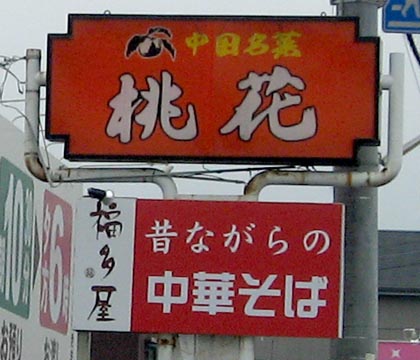 中国名菜
桃花
福多屋
昔ながらの
中華そば